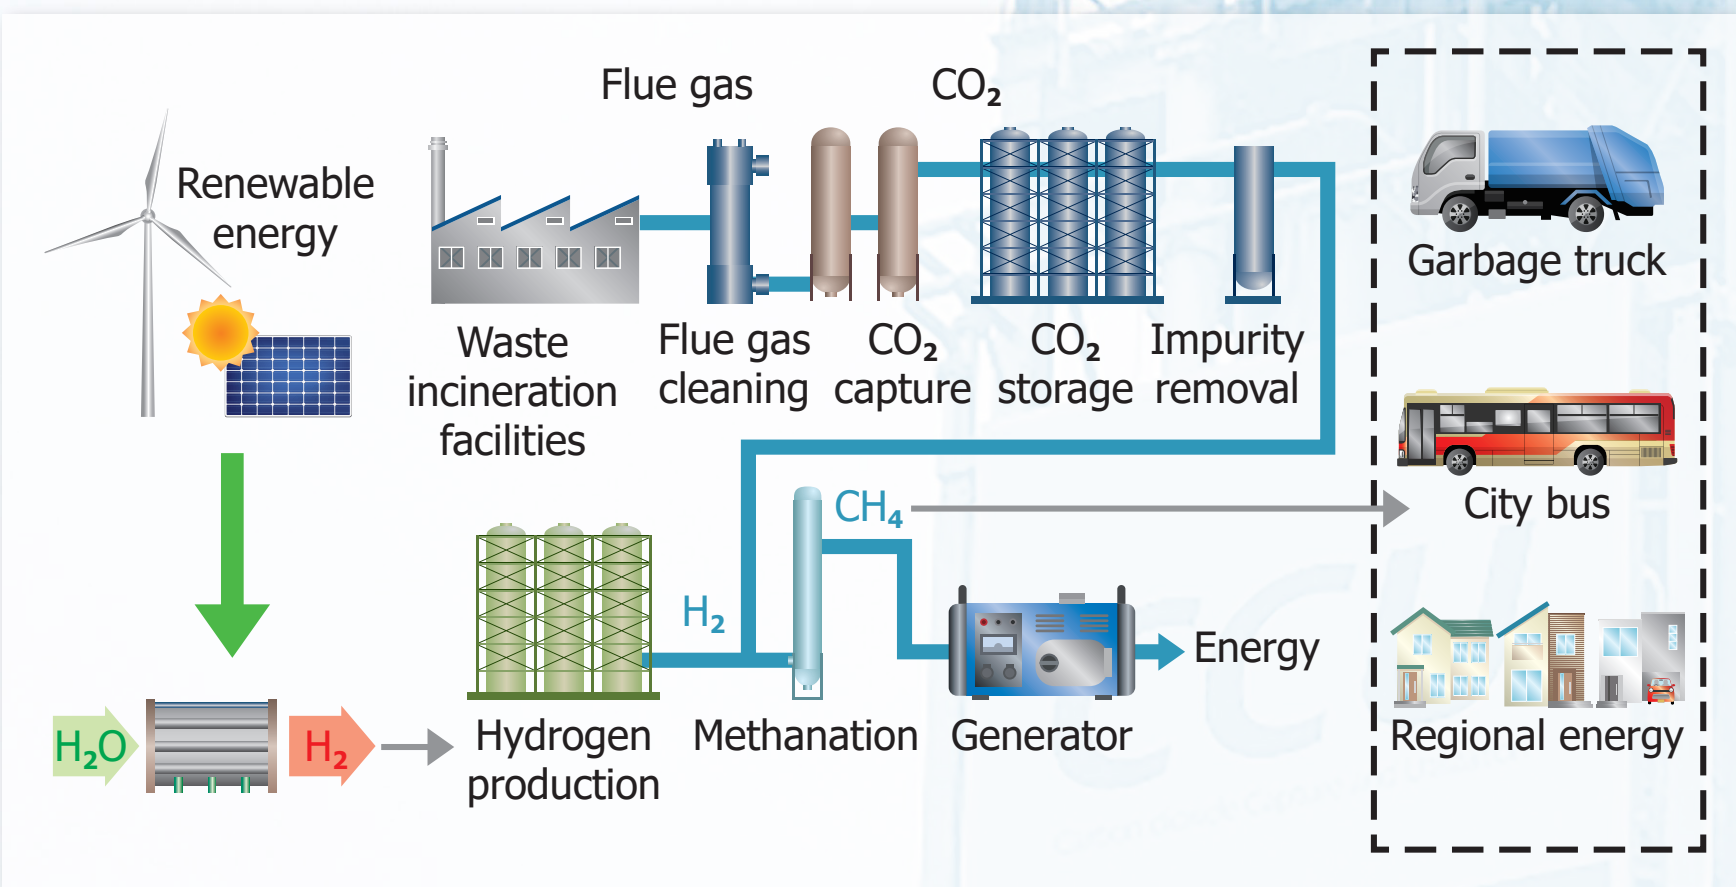 Flue gas
CO₂
Renewable
energy
Waste
incineration
facilities
Flue gas
cleaning
CO₂
capture
CO₂
storage
Impurity
removal
Garbage truck
City bus
Regional energy
CH₄
H₂
Energy
H₂O
H₂
Hydrogen
production
Methanation
Generator